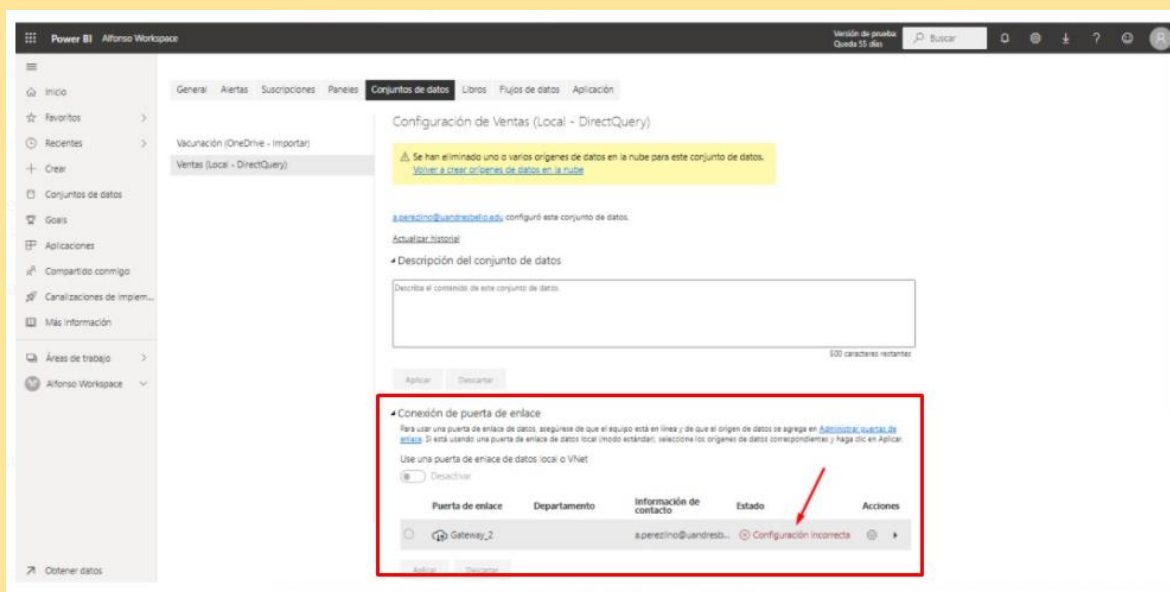 Power BI Alfonso Workspace
Versión de prueba:
Queda 55 días
Buscar
Inicio
Favoritos
Recientes
Crear
Conjuntos de datos
Goals
Aplicaciones
Compartido conmigo
Canalizaciones de implem...
Más información
Áreas de trabajo
Alfonso Workspace
Obtener datos
General Alertas Suscripciones Paneles Conjuntos de datos Libros Flujos de datos Aplicación
Vacunación (OneDrive - Importar)
Ventas (Local - DirectQuery)
Configuración de Ventas (Local - DirectQuery)
Se han eliminado uno o varios orígenes de datos en la nube para este conjunto de datos.
Volver a crear orígenes de datos en la nube
a.perezlino@uandresbello.edu configuró este conjunto de datos.
Actualizar historial
Descripción del conjunto de datos
Describa el contenido de este conjunto de datos.
500 caracteres restantes
Aplicar Descartar
Conexión de puerta de enlace
Para usar una puerta de enlace de datos, asegúrese de que el equipo está en línea y de que el origen de datos se agrega en Administrar puertas de
enlace. Si está usando una puerta de enlace de datos local (modo estándar), seleccione los orígenes de datos correspondientes y haga clic en Aplicar.
Use una puerta de enlace de datos local o VNet
Desactivar
Puerta de enlace Departamento Información de contacto Estado Acciones
Gateway_2 a.perezlino@uandresb... Configuración incorrecta
Aplicar Descartar